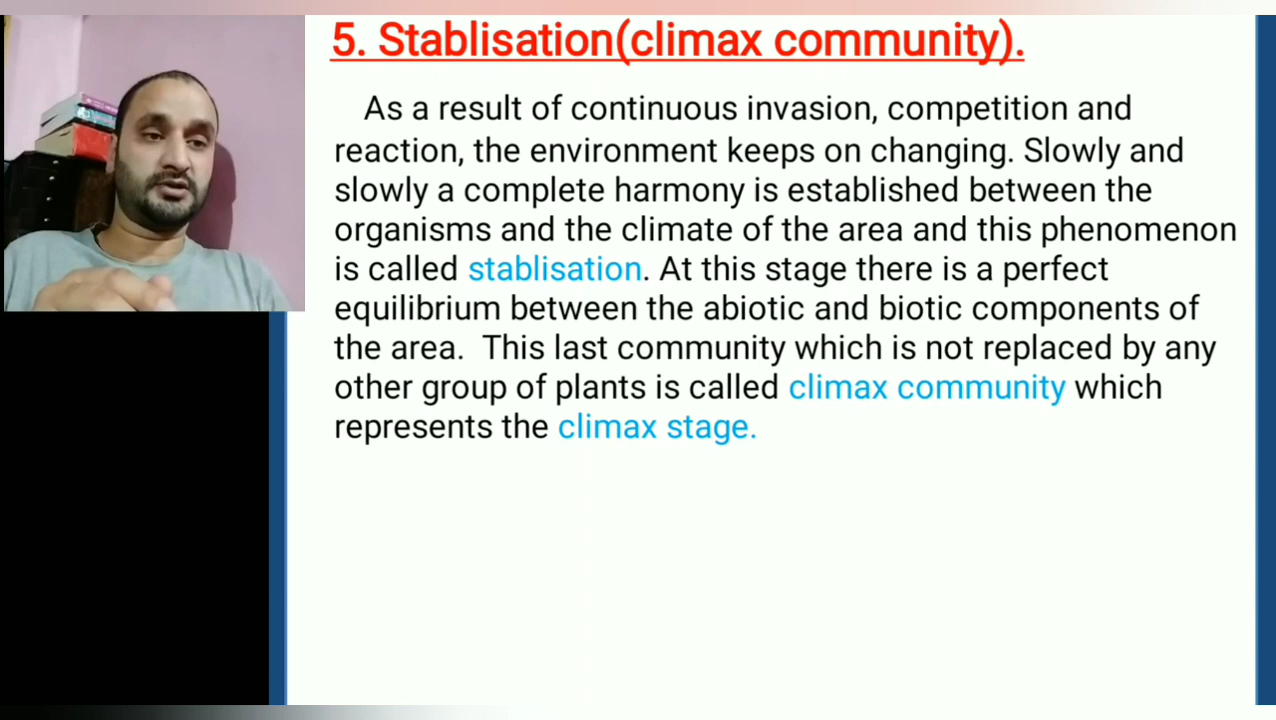 5. Stablisation(climax community).
As a result of continuous invasion, competition and
reaction, the environment keeps on changing. Slowly and
slowly a complete harmony is established between the
organisms and the climate of the area and this phenomenon
is called stablisation. At this stage there is a perfect
equilibrium between the abiotic and biotic components of
the area. This last community which is not replaced by any
other group of plants is called climax community which
represents the climax stage.